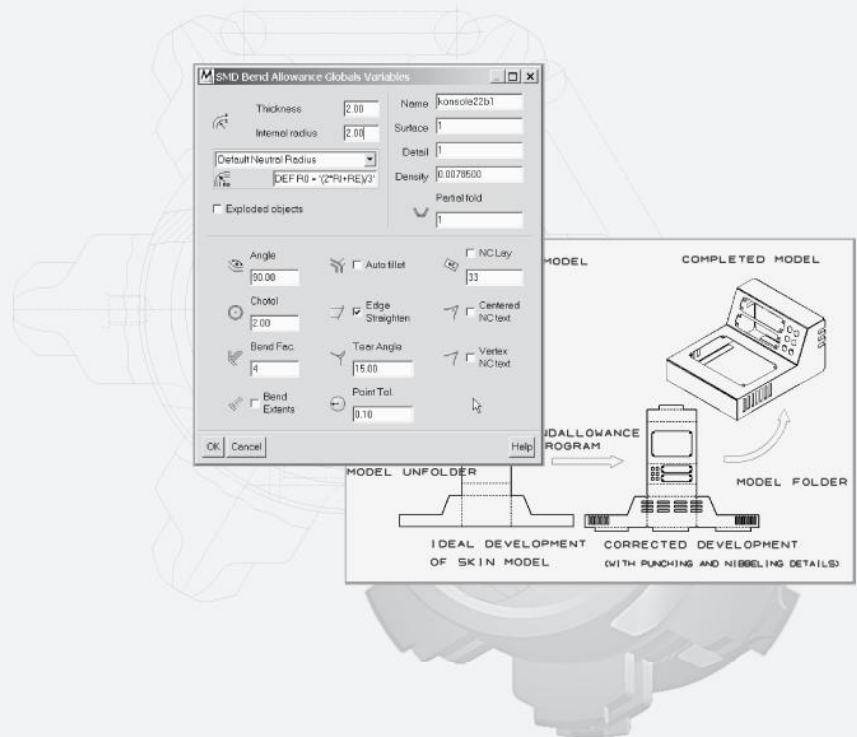 SMD Bend Allowance Globals Variables
Thickness 2.00
Internal radius 2.00
Default Neutral Radius
DEF R0 = '(2*RI+RE)/3'
Exploded objects
Name konsole22b1
Surface 1
Detail 1
Density 0.0078500
Partial fold
1
Angle
90.00
Auto fillet
NC Lay
33
Chotol
2.00
Edge Straighten
Centered NC text
Bend Fac.
4
Tear Angle
15.00
Vertex NC text
Bend Extents
Point Tol.
0.10
OK Cancel Help
MODEL
COMPLETED MODEL
MODEL UNFOLDER
MODEL FOLDER
IDEAL DEVELOPMENT
OF SKIN MODEL
CORRECTED DEVELOPMENT
(WITH PUNCHING AND NIBBELING DETAILS)